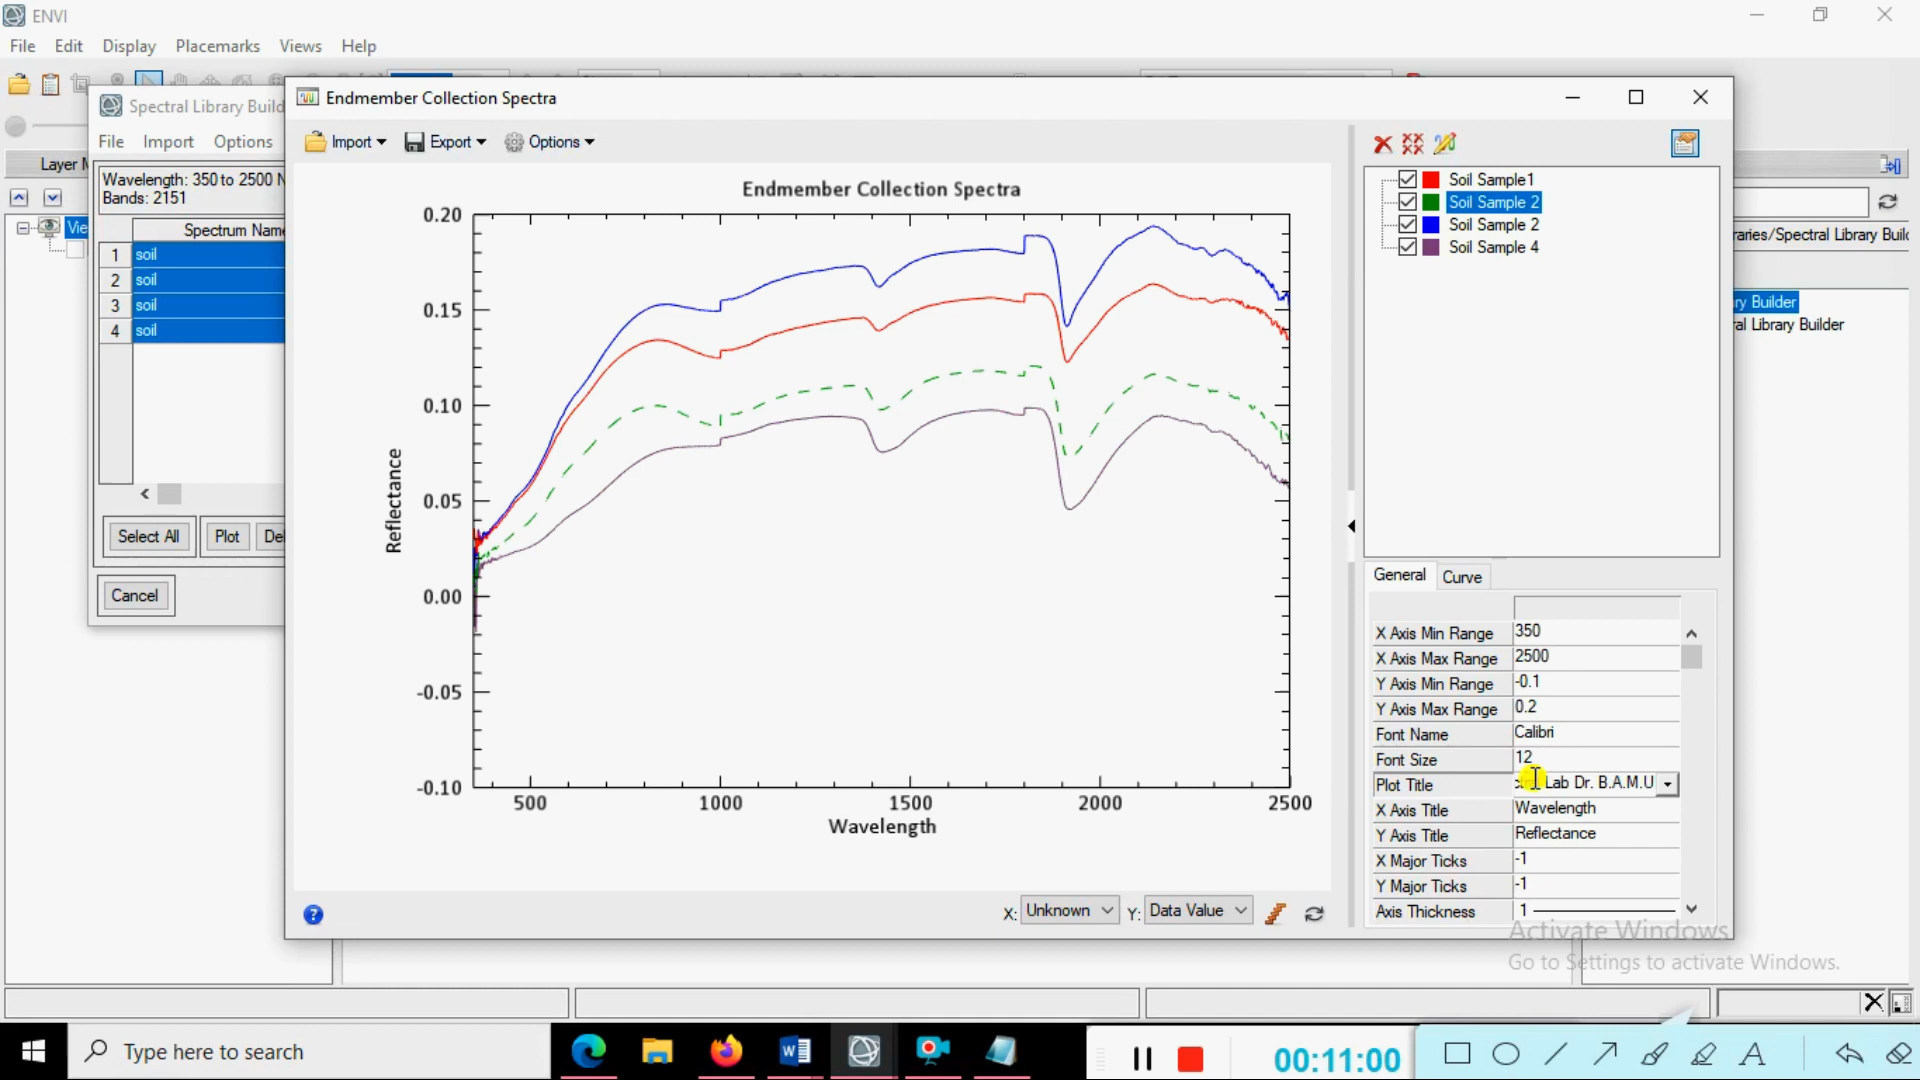 ENVI
File Edit Display Placemarks Views Help
Spectral Library Build
File Import Options
Layer M
Wavelength: 350 to 2500 N
Bands: 2151
Vie
Spectrum Name
1 soil
2 soil
3 soil
4 soil
Select All Plot Del
Cancel
Endmember Collection Spectra
Import Export Options
Endmember Collection Spectra
0.20
0.15
0.10
0.05
0.00
-0.05
-0.10
Reflectance
500 1000 1500 2000 2500
Wavelength
X: Unknown Y: Data Value
Soil Sample1
Soil Sample 2
Soil Sample 2
Soil Sample 4
General Curve
X Axis Min Range 350
X Axis Max Range 2500
Y Axis Min Range -0.1
Y Axis Max Range 0.2
Font Name Calibri
Font Size 12
Plot Title Lab Dr. B.A.M.U
X Axis Title Wavelength
Y Axis Title Reflectance
X Major Ticks -1
Y Major Ticks -1
Axis Thickness 1
raries/Spectral Library Build
ry Builder
al Library Builder
Activate Windows
Go to Settings to activate Windows.
Type here to search
00:11:00